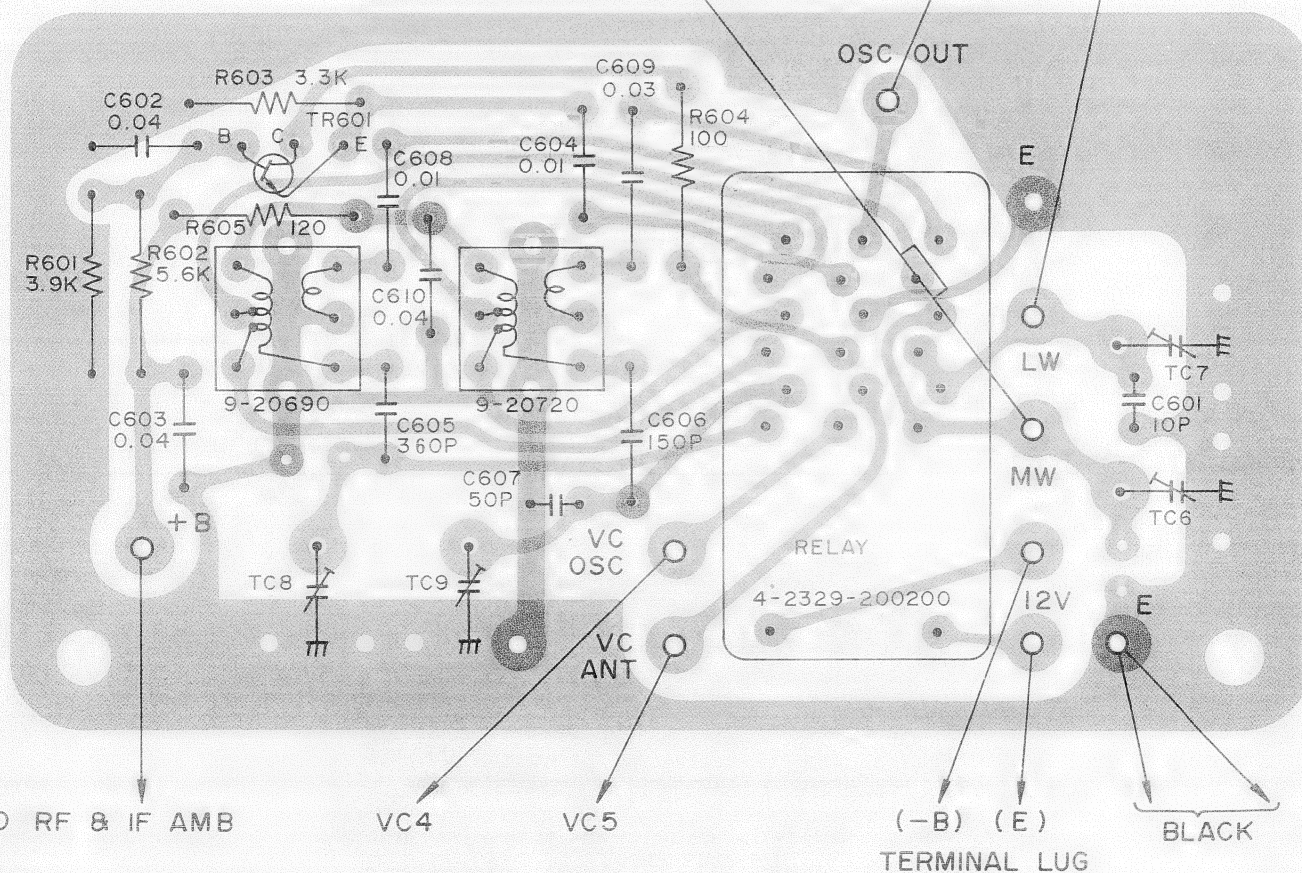 OSC OUT
R603 3.3K
C609
0.03
C602
0.04
TR601
B
C
E
R604
100
C604
0.01
C608
0.01
E
R605 120
R601
3.9K
R602
5.6K
C610
0.04
LW
TC7
9-20690
9-20720
C601
10P
C603
0.04
C605
360P
C606
150P
MW
C607
50P
TC6
+B
VC
OSC
RELAY
TC8
TC9
4-2329-200200
12V
E
VC
ANT
RF & IF AMB
VC4
VC5
(-B) (E)
BLACK
TERMINAL LUG